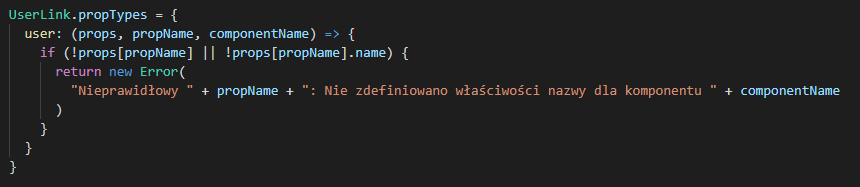 UserLink.propTypes = {
user: (props, propName, componentName) => {
if (!props[propName] || !props[propName].name) {
return new Error(
"Nieprawidłowy " + propName + ": Nie zdefiniowano właściwości nazwy dla komponentu " + componentName
)
}
}
}